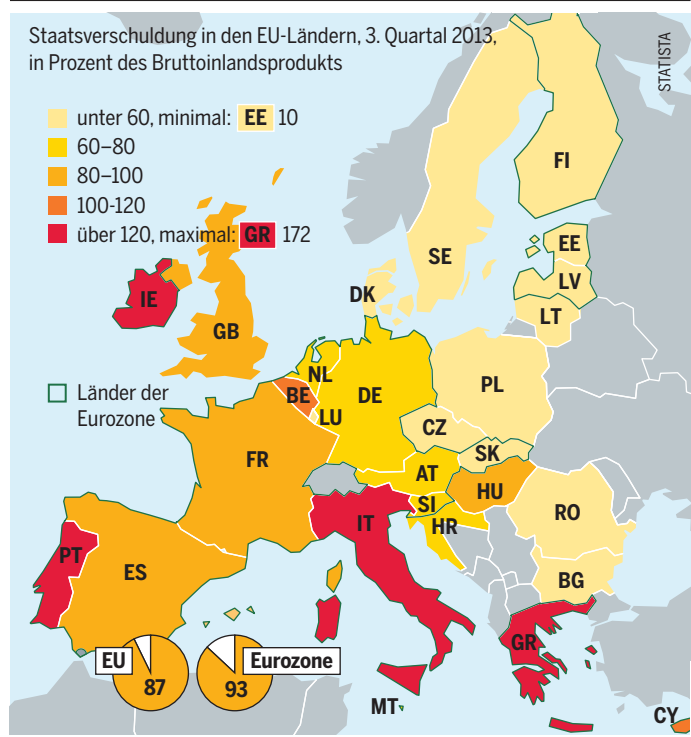 Staatsverschuldung in den EU-Ländern, 3. Quartal 2013,
in Prozent des Bruttoinlandsprodukts
STATISTA
unter 60, minimal: EE 10
60–80
80–100
100-120
über 120, maximal: GR 172
Länder der
Eurozone
FI
SE
EE
LV
LT
DK
IE
GB
NL
BE
LU
DE
PL
CZ
SK
FR
AT
HU
SI
HR
RO
IT
PT
ES
BG
GR
EU
87
Eurozone
93
MT
CY